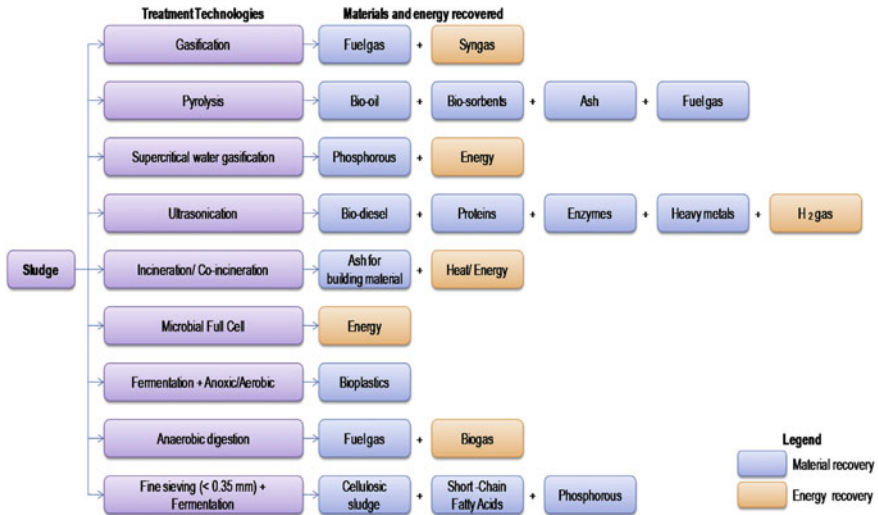 Treatment Technologies Materials and energy recovered
Gasification Fuel gas + Syngas
Pyrolysis Bio-oil + Bio-sorbents + Ash + Fuel gas
Supercritical water gasification Phosphorous + Energy
Ultrasonication Bio-diesel + Proteins + Enzymes + Heavy metals + H₂ gas
Sludge
Incineration/ Co-incineration Ash for
building material + Heat/ Energy
Microbial Full Cell Energy
Fermentation + Anoxic/Aerobic Bioplastics
Anaerobic digestion Fuel gas + Biogas
Fine sieving (< 0.35 mm) +
Fermentation Cellulosic
sludge + Short -Chain
Fatty Acids + Phosphorous
Legend
Material recovery
Energy recovery